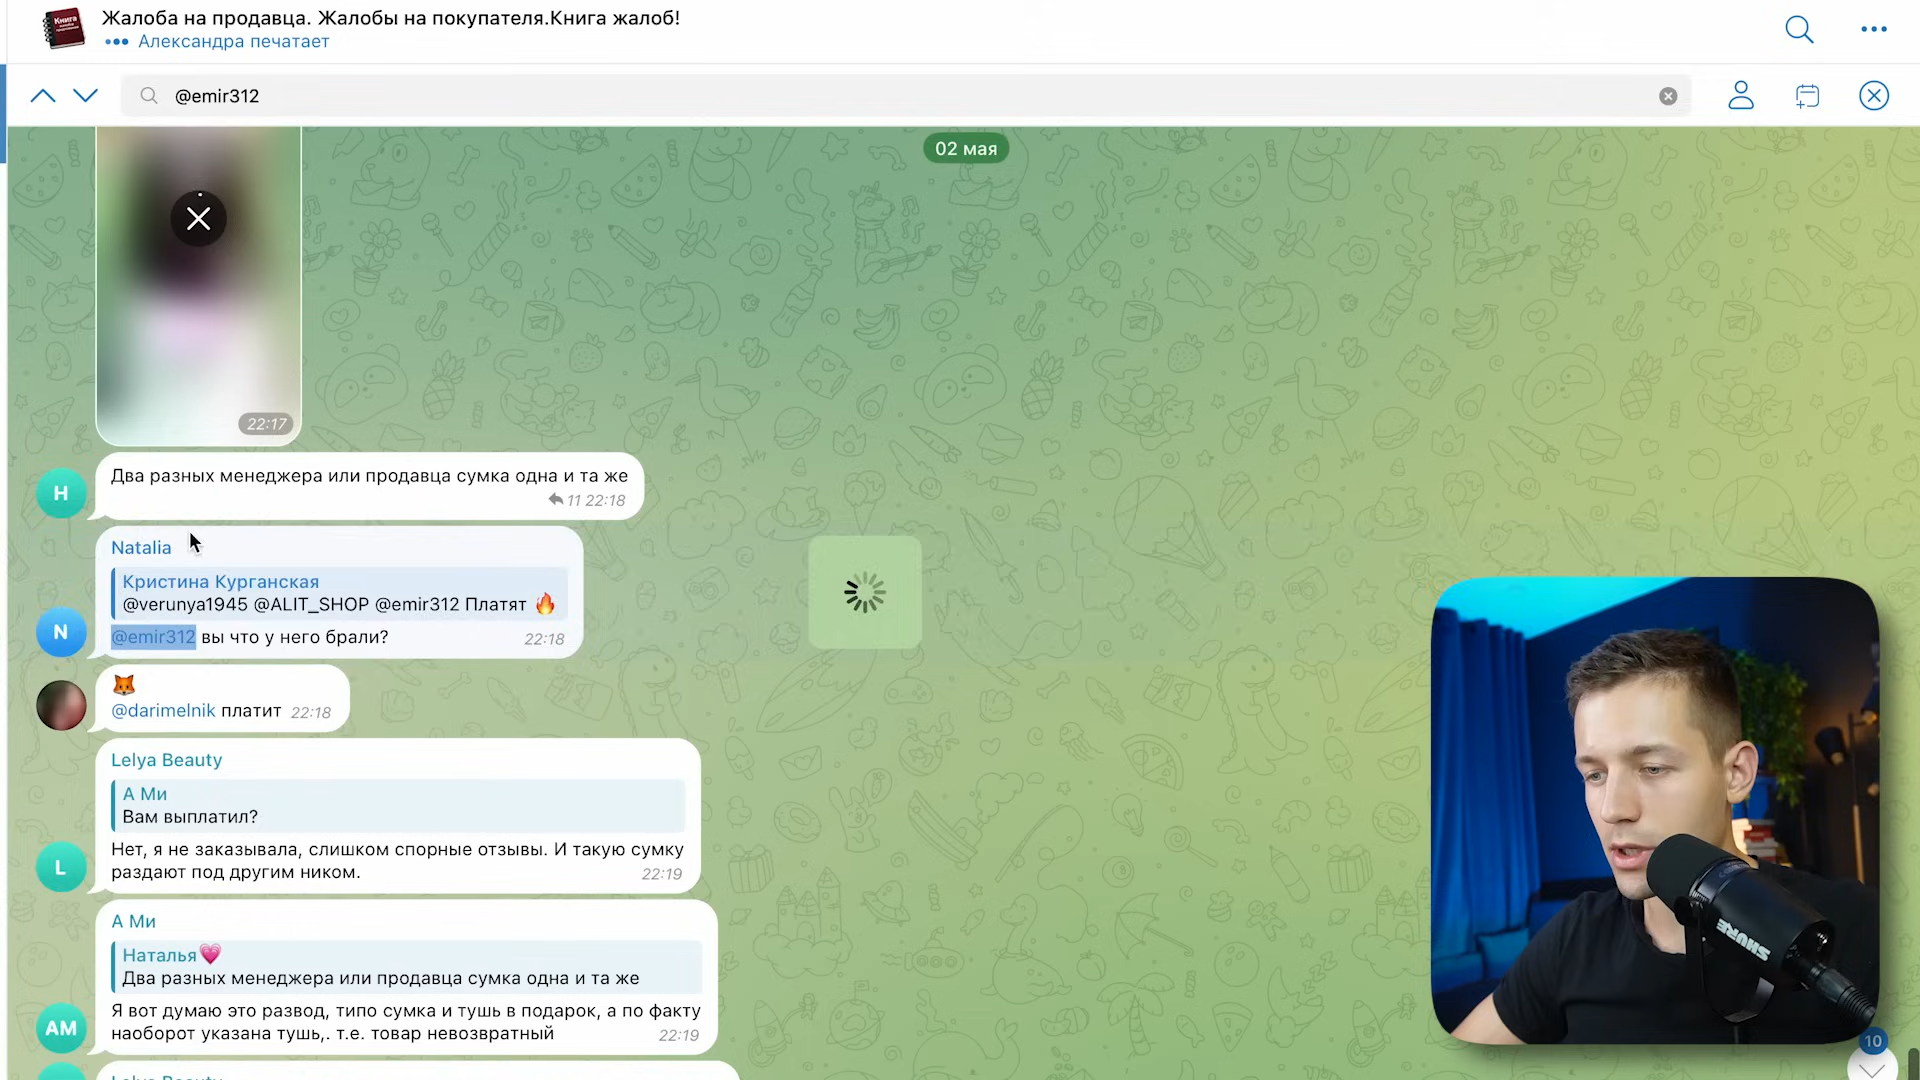 Книга
Жалоба на продавца. Жалобы на покупателя.Книга жалоб!
Александра печатает
@emir312
02 мая
22:17
Два разных менеджера или продавца сумка одна и та же
11 22:18
H
Natalia
Кристина Курганская
@verunya1945 @ALIT_SHOP @emir312 Платят 🔥
@emir312 вы что у него брали?
22:18
N
🦊
@darimelnik платит 22:18
Lelya Beauty
А Ми
Вам выплатил?
Нет, я не заказывала, слишком спорные отзывы. И такую сумку
раздают под другим ником.
22:19
L
А Ми
Наталья💗
Два разных менеджера или продавца сумка одна и та же
Я вот думаю это развод, типо сумка и тушь в подарок, а по факту
наоборот указана тушь,. т.е. товар невозвратный
22:19
АМ
SHURE
10